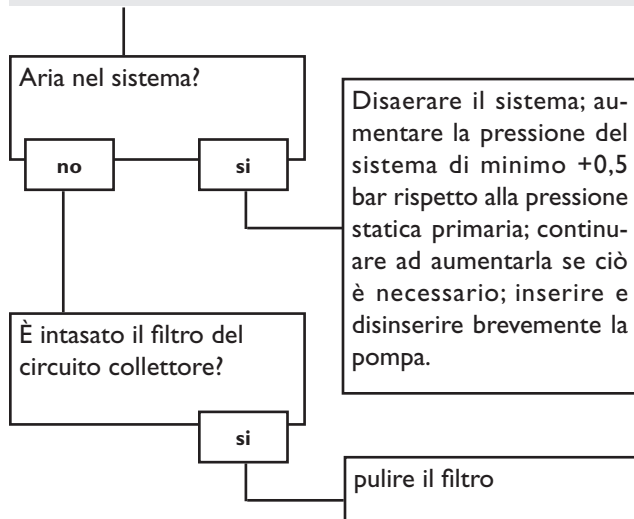 Aria nel sistema?
no
si
Disaerare il sistema; au-
mentare la pressione del
sistema di minimo +0,5
bar rispetto alla pressione
statica primaria; continu-
are ad aumentarla se ciò
è necessario; inserire e
disinserire brevemente la
pompa.
È intasato il filtro del
circuito collettore?
si
pulire il filtro